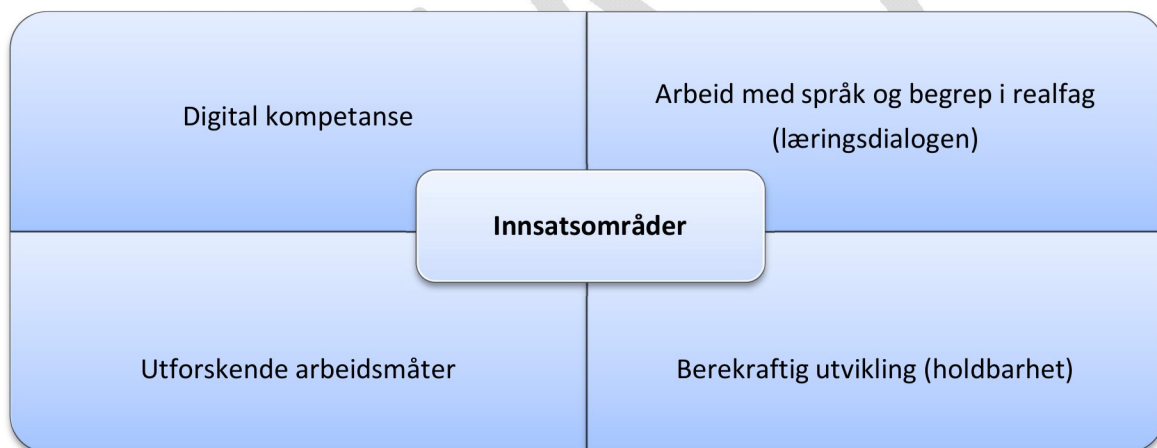 Digital kompetanse
Arbeid med språk og begrep i realfag
(læringsdialogen)
Innsatsområder
Utforskende arbeidsmåter
Berekraftig utvikling (holdbarhet)